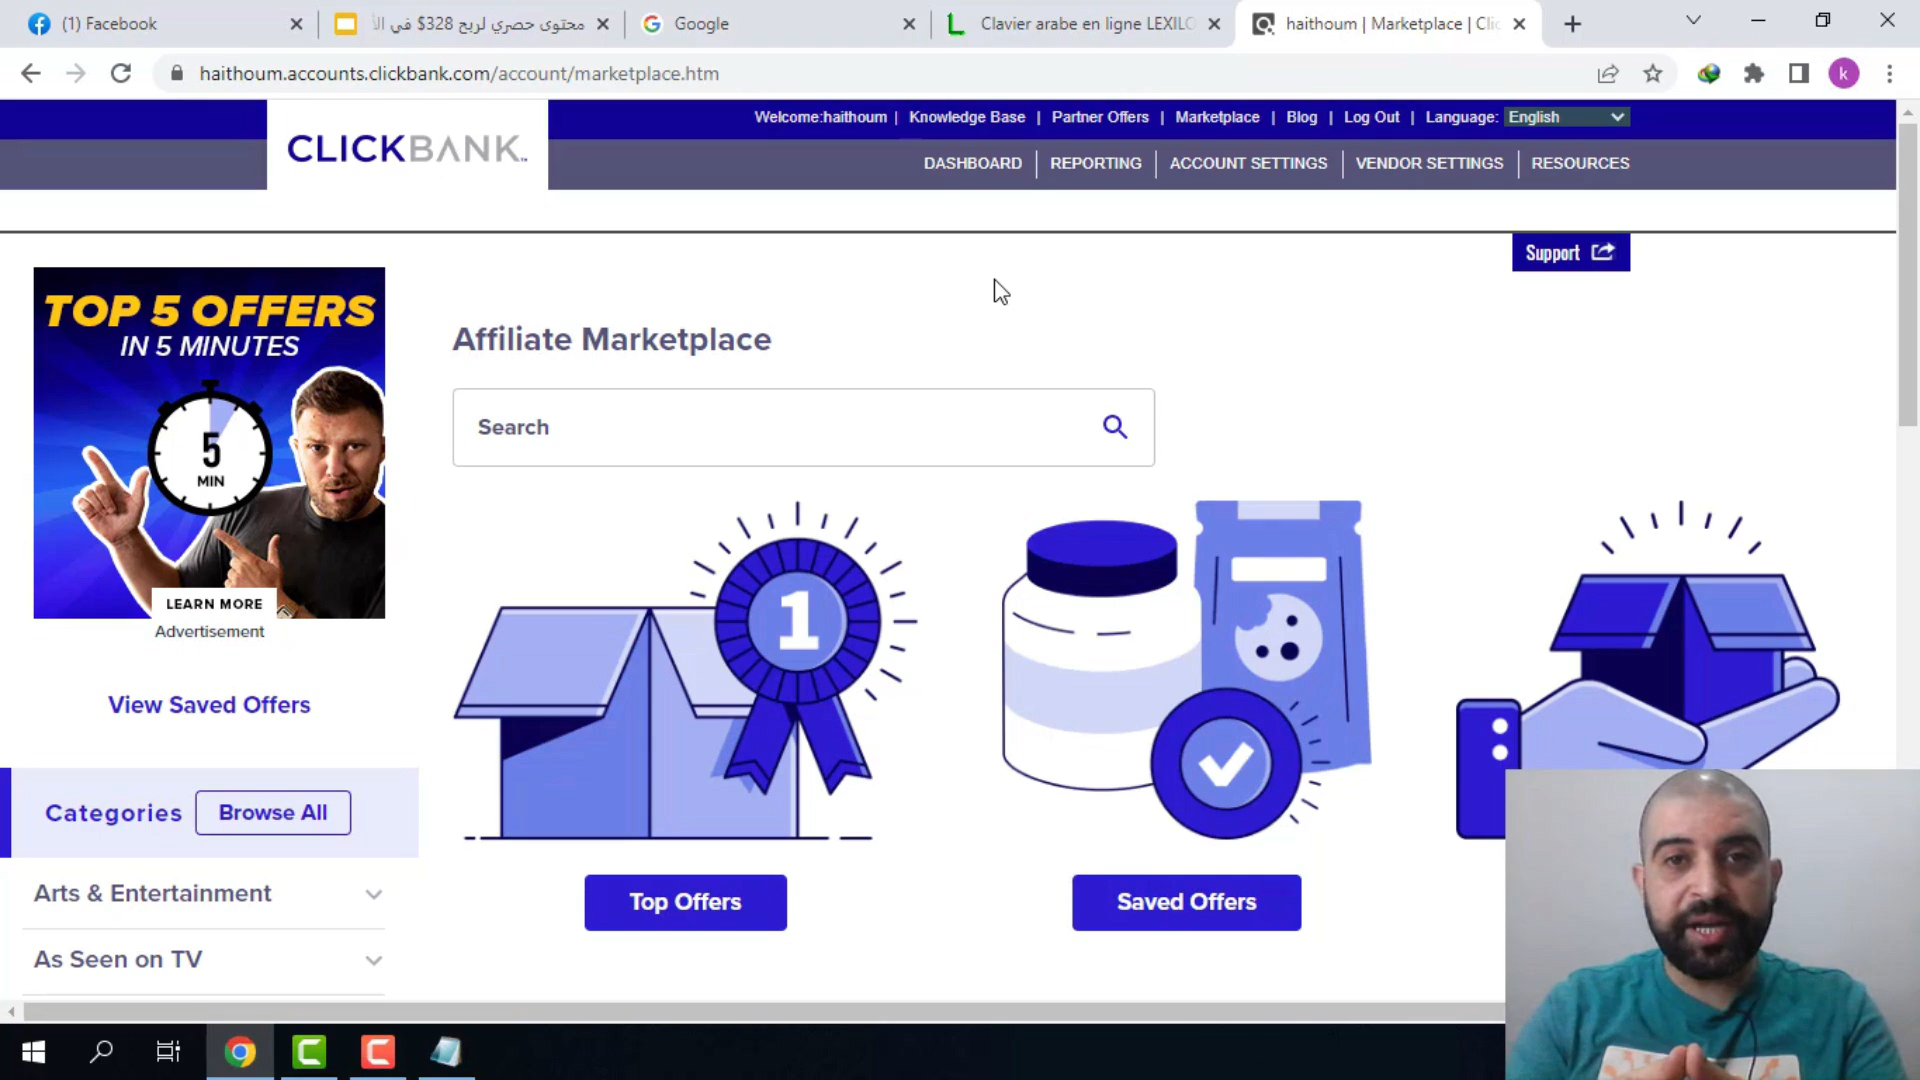 (1) Facebook
محتوى حصري لربح 328$ في الأ
Google
Clavier arabe en ligne LEXILO
haithoum | Marketplace | Clic
haithoum.accounts.clickbank.com/account/marketplace.htm
k
Welcome:haithoum | Knowledge Base | Partner Offers | Marketplace | Blog | Log Out | Language: English
CLICKBANK
DASHBOARD | REPORTING | ACCOUNT SETTINGS | VENDOR SETTINGS | RESOURCES
Support
TOP 5 OFFERS
IN 5 MINUTES
5
MIN
LEARN MORE
Advertisement
View Saved Offers
Categories
Browse All
Arts & Entertainment
As Seen on TV
Affiliate Marketplace
Search
1
Top Offers
Saved Offers